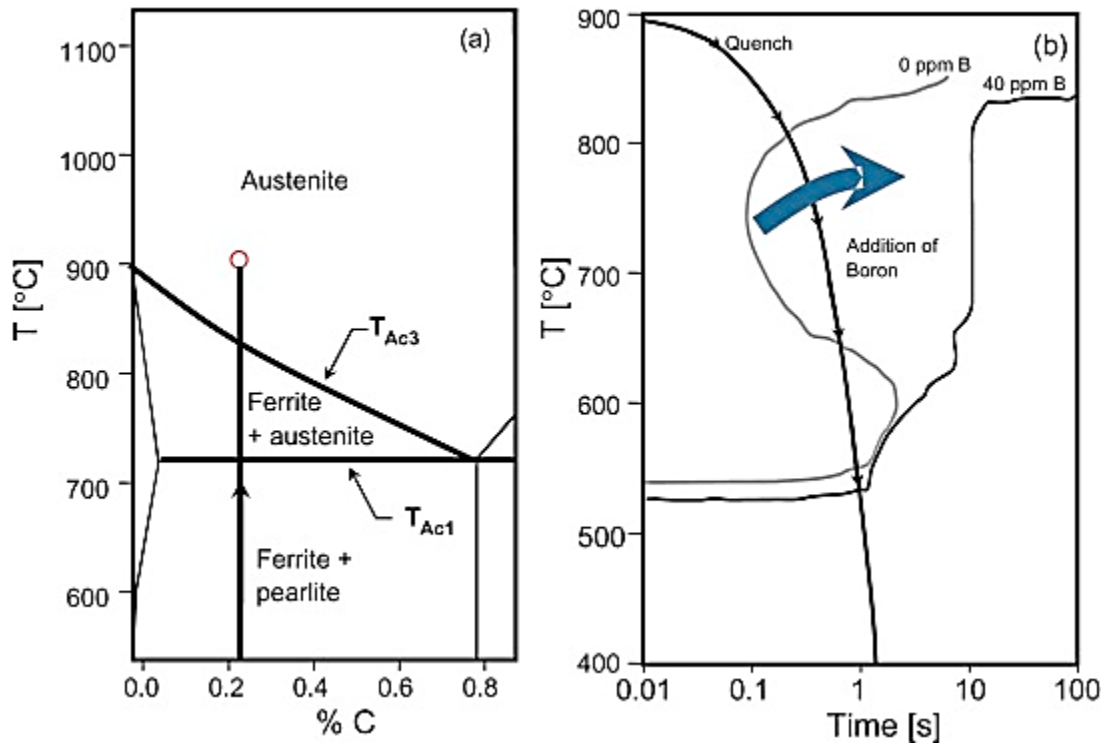 (a)
1100
1000
900
800
700
600
T [°C]
Austenite
T_Ac3
Ferrite
+ austenite
T_Ac1
Ferrite +
pearlite
0.0 0.2 0.4 0.6 0.8
% C
(b)
900
800
700
600
500
400
T [°C]
Quench
0 ppm B
40 ppm B
Addition of
Boron
0.01 0.1 1 10 100
Time [s]